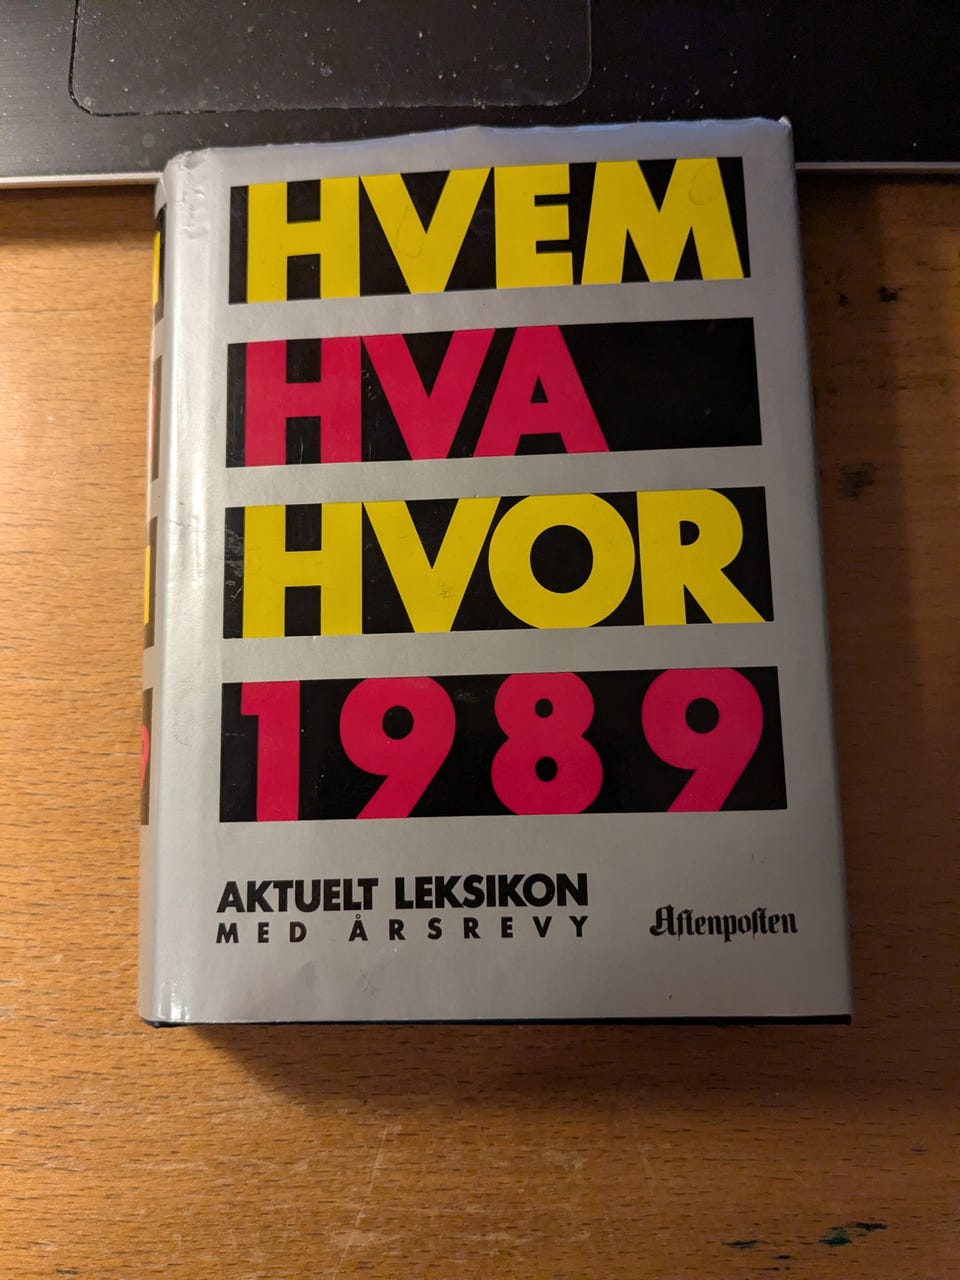 HVEM
HVA
HVOR
1989
AKTUELT LEKSIKON
MED ÅRSREVY
Aftenposten